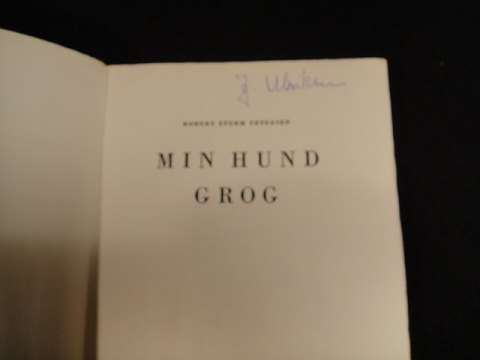 ROBERT STORM PETERSEN
MIN HUND
GROG